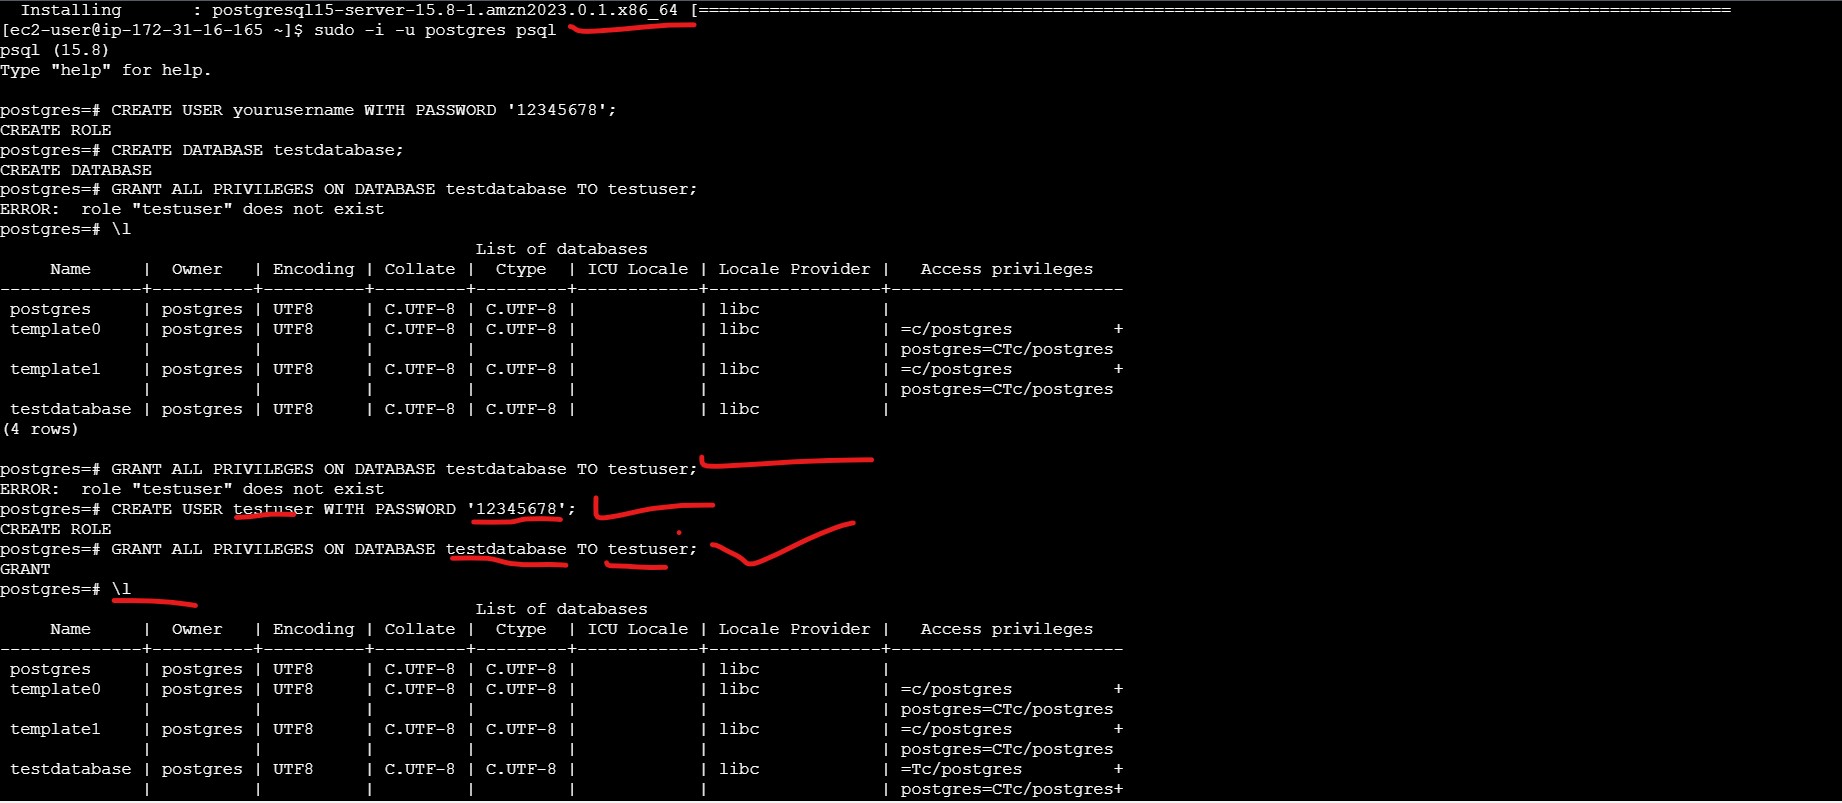 Installing : postgresql15-server-15.8-1.amzn2023.0.1.x86_64 [======================================================================================================
[ec2-user@ip-172-31-16-165 ~]$ sudo -i -u postgres psql
psql (15.8)
Type "help" for help.
postgres=# CREATE USER yourusername WITH PASSWORD '12345678';
CREATE ROLE
postgres=# CREATE DATABASE testdatabase;
CREATE DATABASE
postgres=# GRANT ALL PRIVILEGES ON DATABASE testdatabase TO testuser;
ERROR:  role "testuser" does not exist
postgres=# \l
List of databases
Name | Owner | Encoding | Collate | Ctype | ICU Locale | Locale Provider | Access privileges
--------------+----------+----------+---------+---------+------------+-----------------+-----------------------
postgres | postgres | UTF8 | C.UTF-8 | C.UTF-8 | | libc |
template0 | postgres | UTF8 | C.UTF-8 | C.UTF-8 | | libc | =c/postgres +
| | | | | | | postgres=CTc/postgres
template1 | postgres | UTF8 | C.UTF-8 | C.UTF-8 | | libc | =c/postgres +
| | | | | | | postgres=CTc/postgres
testdatabase | postgres | UTF8 | C.UTF-8 | C.UTF-8 | | libc |
(4 rows)
postgres=# GRANT ALL PRIVILEGES ON DATABASE testdatabase TO testuser;
ERROR:  role "testuser" does not exist
postgres=# CREATE USER testuser WITH PASSWORD '12345678';
CREATE ROLE
postgres=# GRANT ALL PRIVILEGES ON DATABASE testdatabase TO testuser;
GRANT
postgres=# \l
List of databases
Name | Owner | Encoding | Collate | Ctype | ICU Locale | Locale Provider | Access privileges
--------------+----------+----------+---------+---------+------------+-----------------+-----------------------
postgres | postgres | UTF8 | C.UTF-8 | C.UTF-8 | | libc |
template0 | postgres | UTF8 | C.UTF-8 | C.UTF-8 | | libc | =c/postgres +
| | | | | | | postgres=CTc/postgres
template1 | postgres | UTF8 | C.UTF-8 | C.UTF-8 | | libc | =c/postgres +
| | | | | | | postgres=CTc/postgres
testdatabase | postgres | UTF8 | C.UTF-8 | C.UTF-8 | | libc | =Tc/postgres +
| | | | | | | postgres=CTc/postgres+